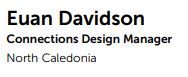 Euan Davidson
Connections Design Manager
North Caledonia